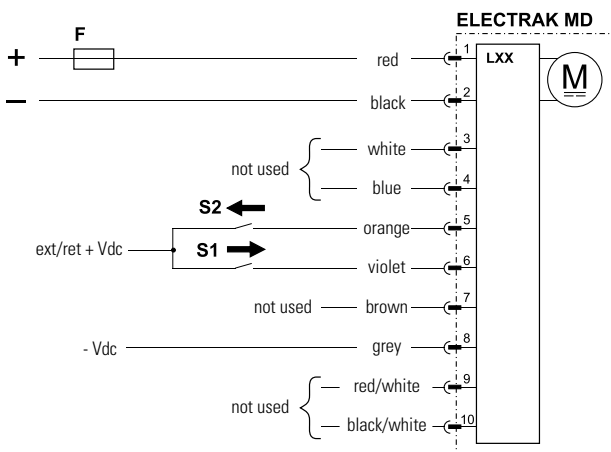 ELECTRAK MD
F
+ red 1 LXX
M
− black 2
white 3
not used
blue 4
S2
orange 5
ext/ret + Vdc S1
violet 6
not used brown 7
- Vdc grey 8
red/white 9
not used
black/white 10